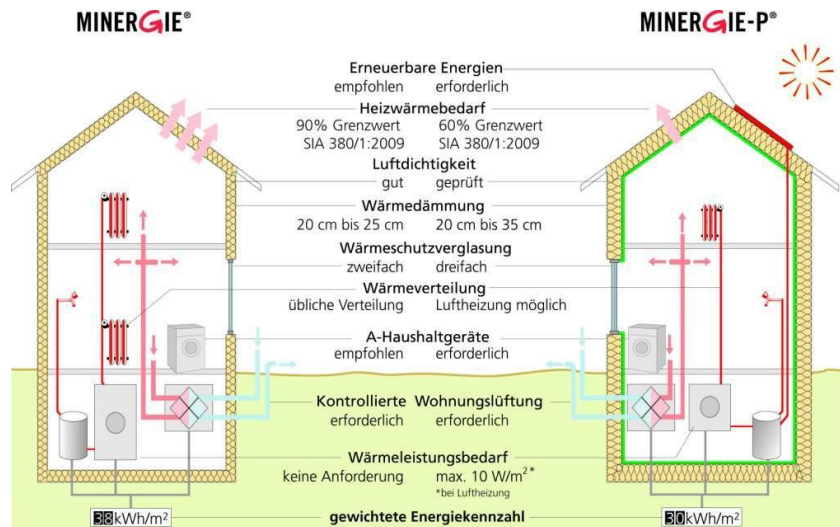 MINERGIE®
MINERGIE-P®
Erneuerbare Energien
empfohlen erforderlich
Heizwärmebedarf
90% Grenzwert 60% Grenzwert
SIA 380/1:2009 SIA 380/1:2009
Luftdichtigkeit
gut geprüft
Wärmedämmung
20 cm bis 25 cm 20 cm bis 35 cm
Wärmeschutzverglasung
zweifach dreifach
Wärmeverteilung
übliche Verteilung Luftheizung möglich
A-Haushaltgeräte
empfohlen erforderlich
Kontrollierte Wohnungslüftung
erforderlich erforderlich
Wärmeleistungsbedarf
keine Anforderung max. 10 W/m²*
*bei Luftheizung
38kWh/m² gewichtete Energiekennzahl 30kWh/m²